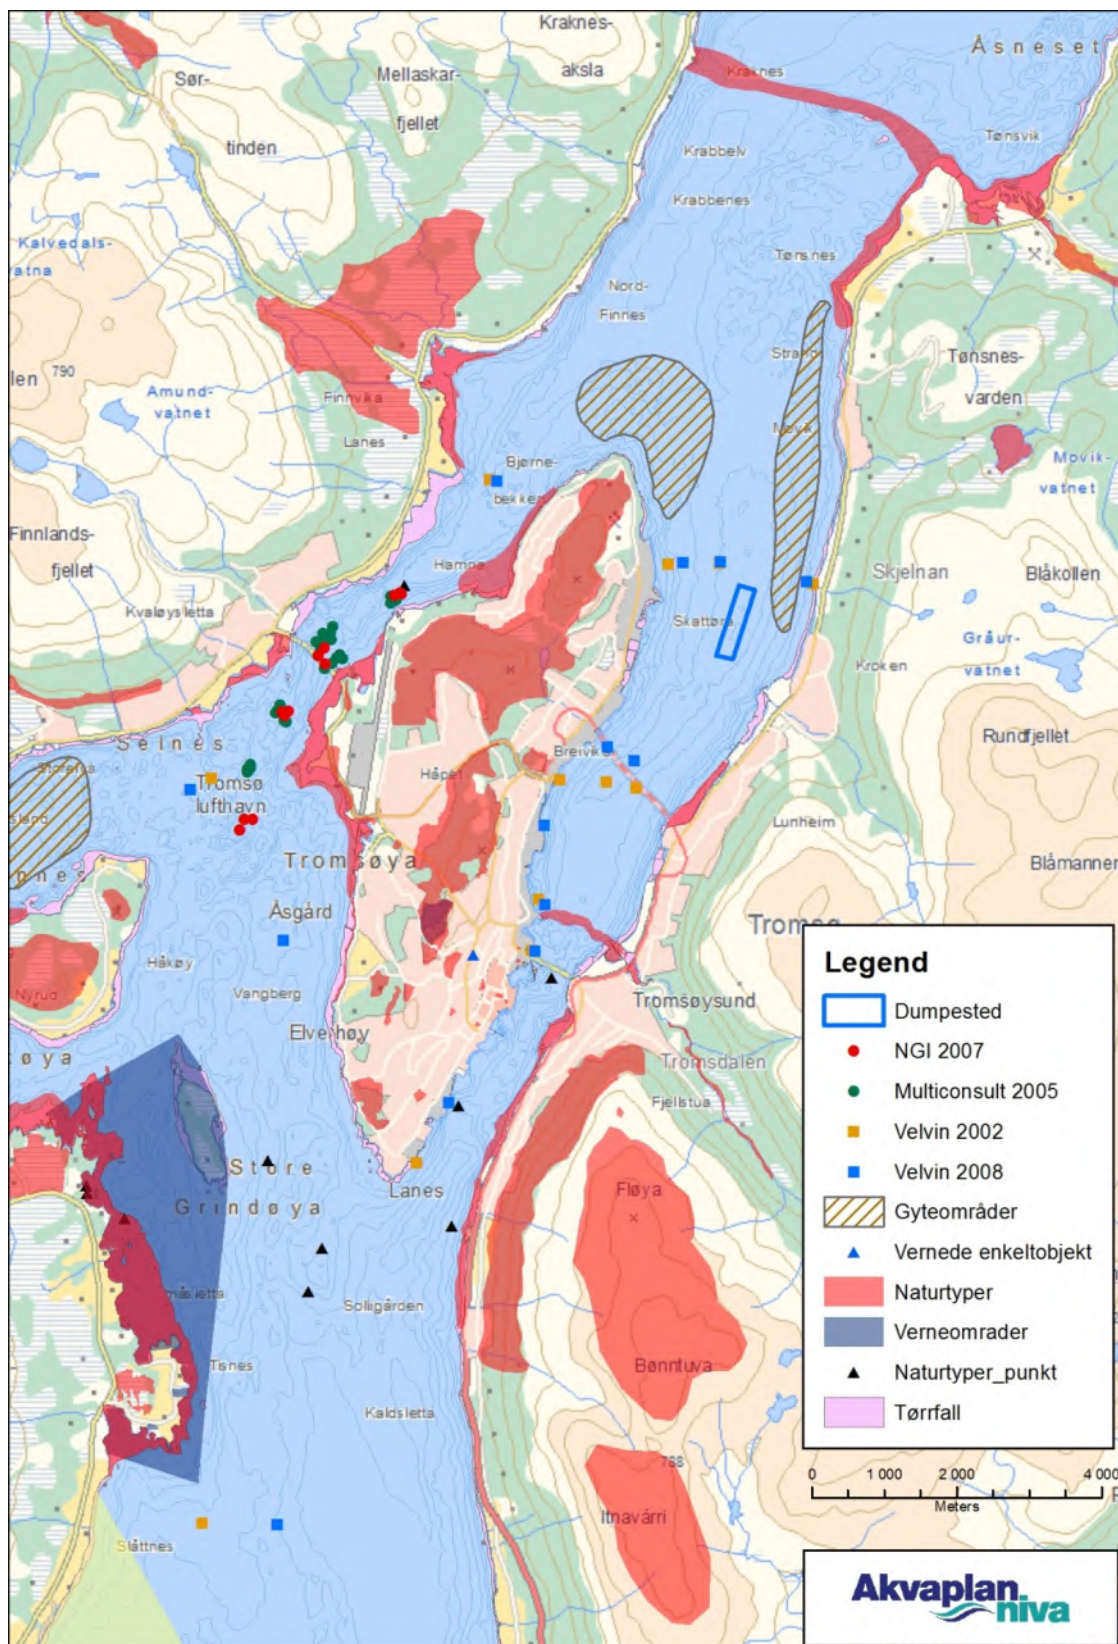 Kraknes-
aksla
Åsneset
Sør-
Mellaskar-
fjellet
Kraknes
tinden
Tønsvik
Krabbelv
Krabbenes
Kalvedals-
vatna
Tønsnes
Nord-
Finnes
790
Strand
Tønsnes-
varden
Amund-
vatnet
Finnvika
Lanes
Movik
Movik-
vatnet
Bjørne-
bekken
Finnlands-
fjellet
Hamna
Skjelnan
Blåkollen
Kvaløysletta
Skattøra
Gråur-
vatnet
Kroken
Selnes
Rundfjellet
Breivika
Håpet
Tromsø
lufthavn
Lunheim
Tromsøya
Blåmannen
Åsgård
Tromsø
Håkøy
Nyrud
Vangberg
Tromsøysund
Elverhøy
Tromsdalen
Fjellstua
Store
Grindøya
Lanes
Fløya
Solligården
Tisnes
Bønntuva
Kaldsletta
Itnavárri
Slåttnes
Legend
Dumpested
NGI 2007
Multiconsult 2005
Velvin 2002
Velvin 2008
Gyteområder
Vernede enkeltobjekt
Naturtyper
Verneomrader
Naturtyper_punkt
Tørrfall
0 1 000 2 000 4 000
Meters
Akvaplan
niva